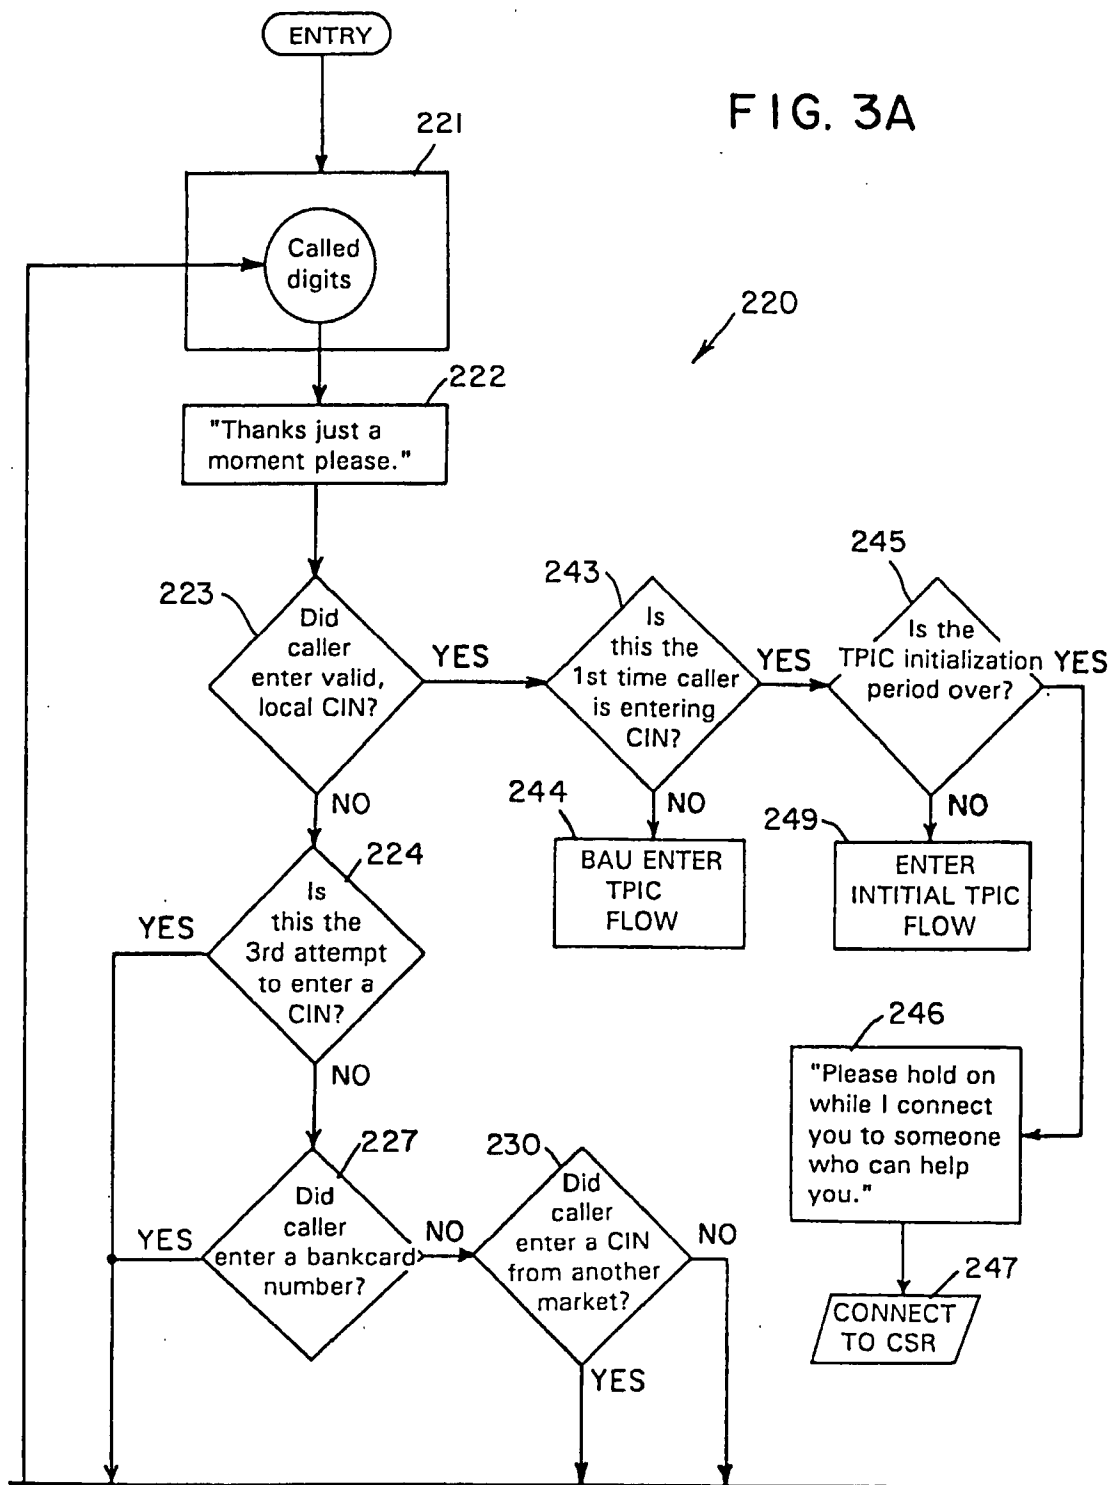 ENTRY
FIG. 3A
221
Called
digits
220
222
"Thanks just a
moment please."
223
Did
caller
enter valid,
local CIN?
YES
NO
243
Is
this the
1st time caller
is entering
CIN?
YES
NO
245
Is the
TPIC initialization
period over?
YES
NO
244
BAU ENTER
TPIC
FLOW
249
ENTER
INTITIAL TPIC
FLOW
224
Is
this the
3rd attempt
to enter a
CIN?
YES
NO
246
"Please hold on
while I connect
you to someone
who can help
you."
227
Did
caller
enter a bankcard
number?
YES
NO
230
Did
caller
enter a CIN
from another
market?
NO
YES
247
CONNECT
TO CSR